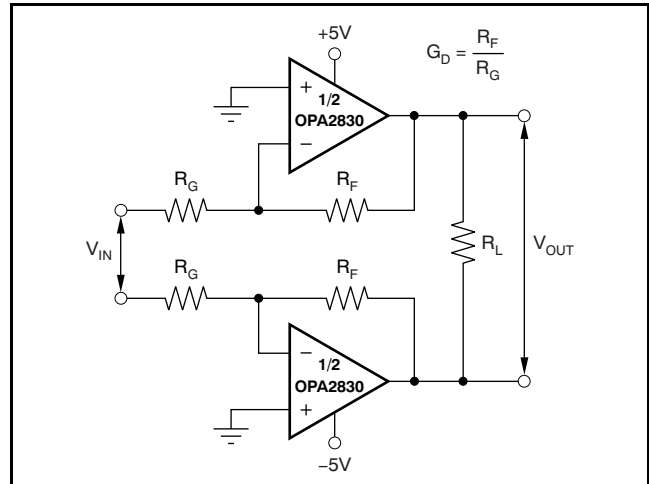 +5V
G_D = R_F
R_G
+
1/2
OPA2830
−
R_G
R_F
V_IN
R_L
V_OUT
R_G
R_F
−
1/2
OPA2830
+
−5V